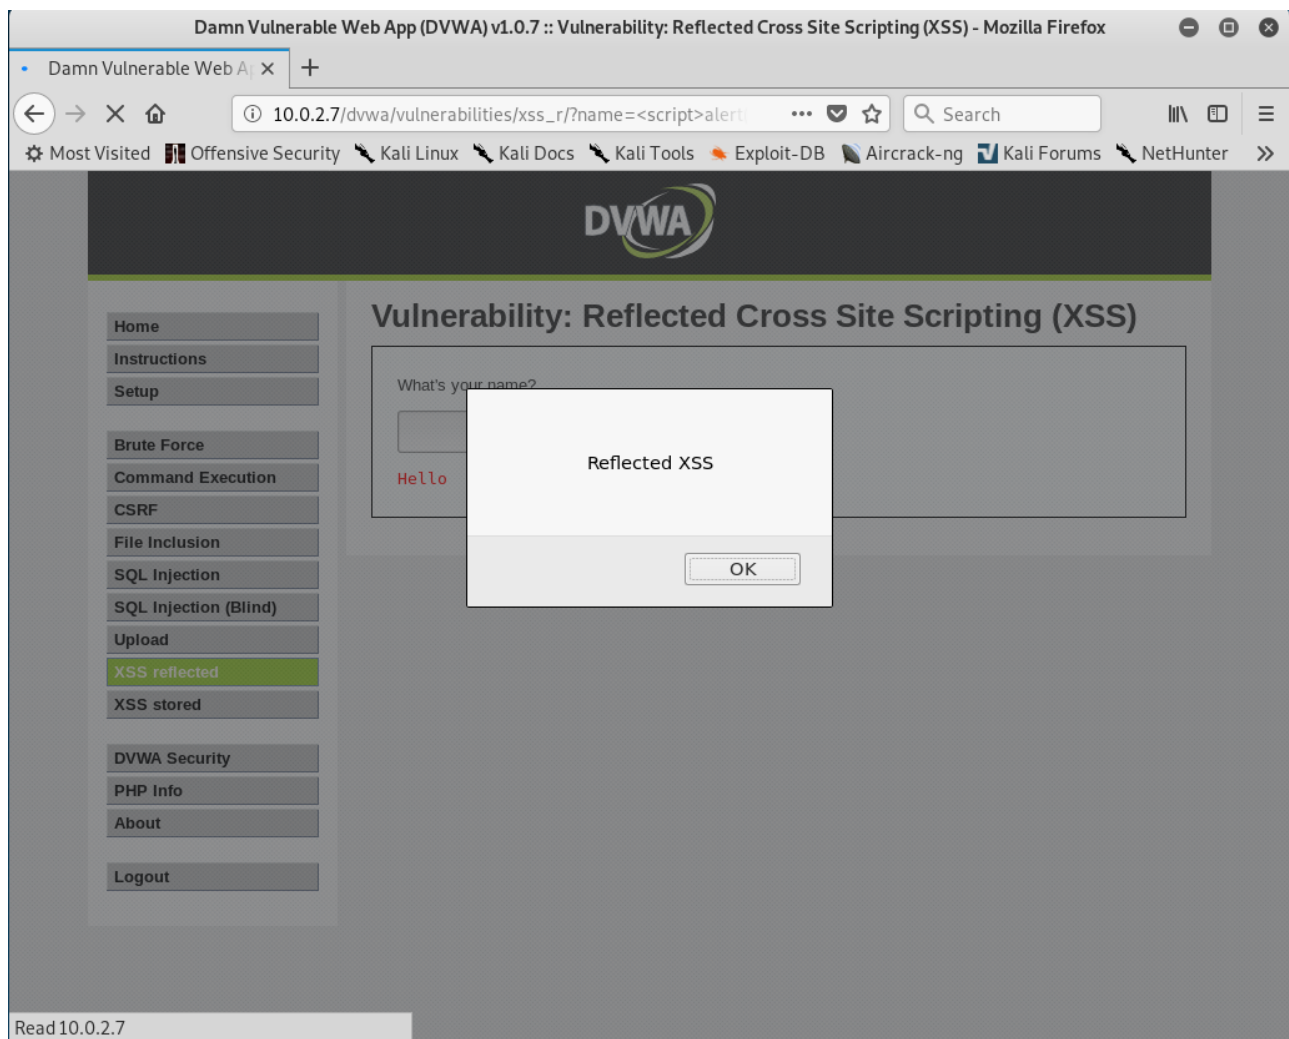 Damn Vulnerable Web App (DVWA) v1.0.7 :: Vulnerability: Reflected Cross Site Scripting (XSS) - Mozilla Firefox
Damn Vulnerable Web Ap
10.0.2.7/dvwa/vulnerabilities/xss_r/?name=<script>alert( Search
Most Visited Offensive Security Kali Linux Kali Docs Kali Tools Exploit-DB Aircrack-ng Kali Forums NetHunter
DVWA
Vulnerability: Reflected Cross Site Scripting (XSS)
Home
Instructions
Setup
Brute Force
Command Execution
CSRF
File Inclusion
SQL Injection
SQL Injection (Blind)
Upload
XSS reflected
XSS stored
DVWA Security
PHP Info
About
Logout
What's your name?
Hello
Reflected XSS
OK
Read 10.0.2.7